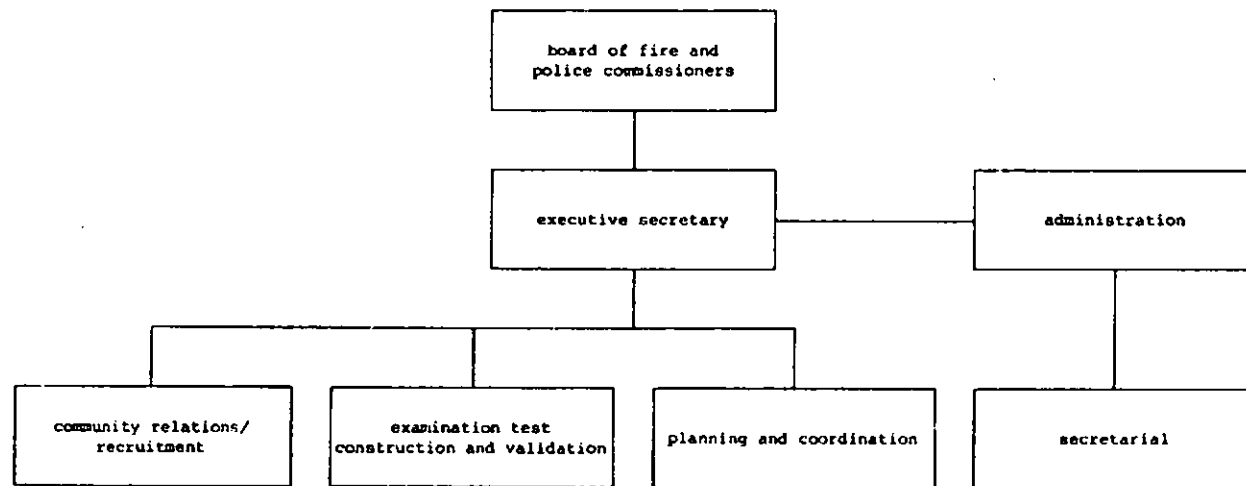 board of fire and
police commissioners
executive secretary
administration
community relations/
recruitment
examination test
construction and validation
planning and coordination
secretarial